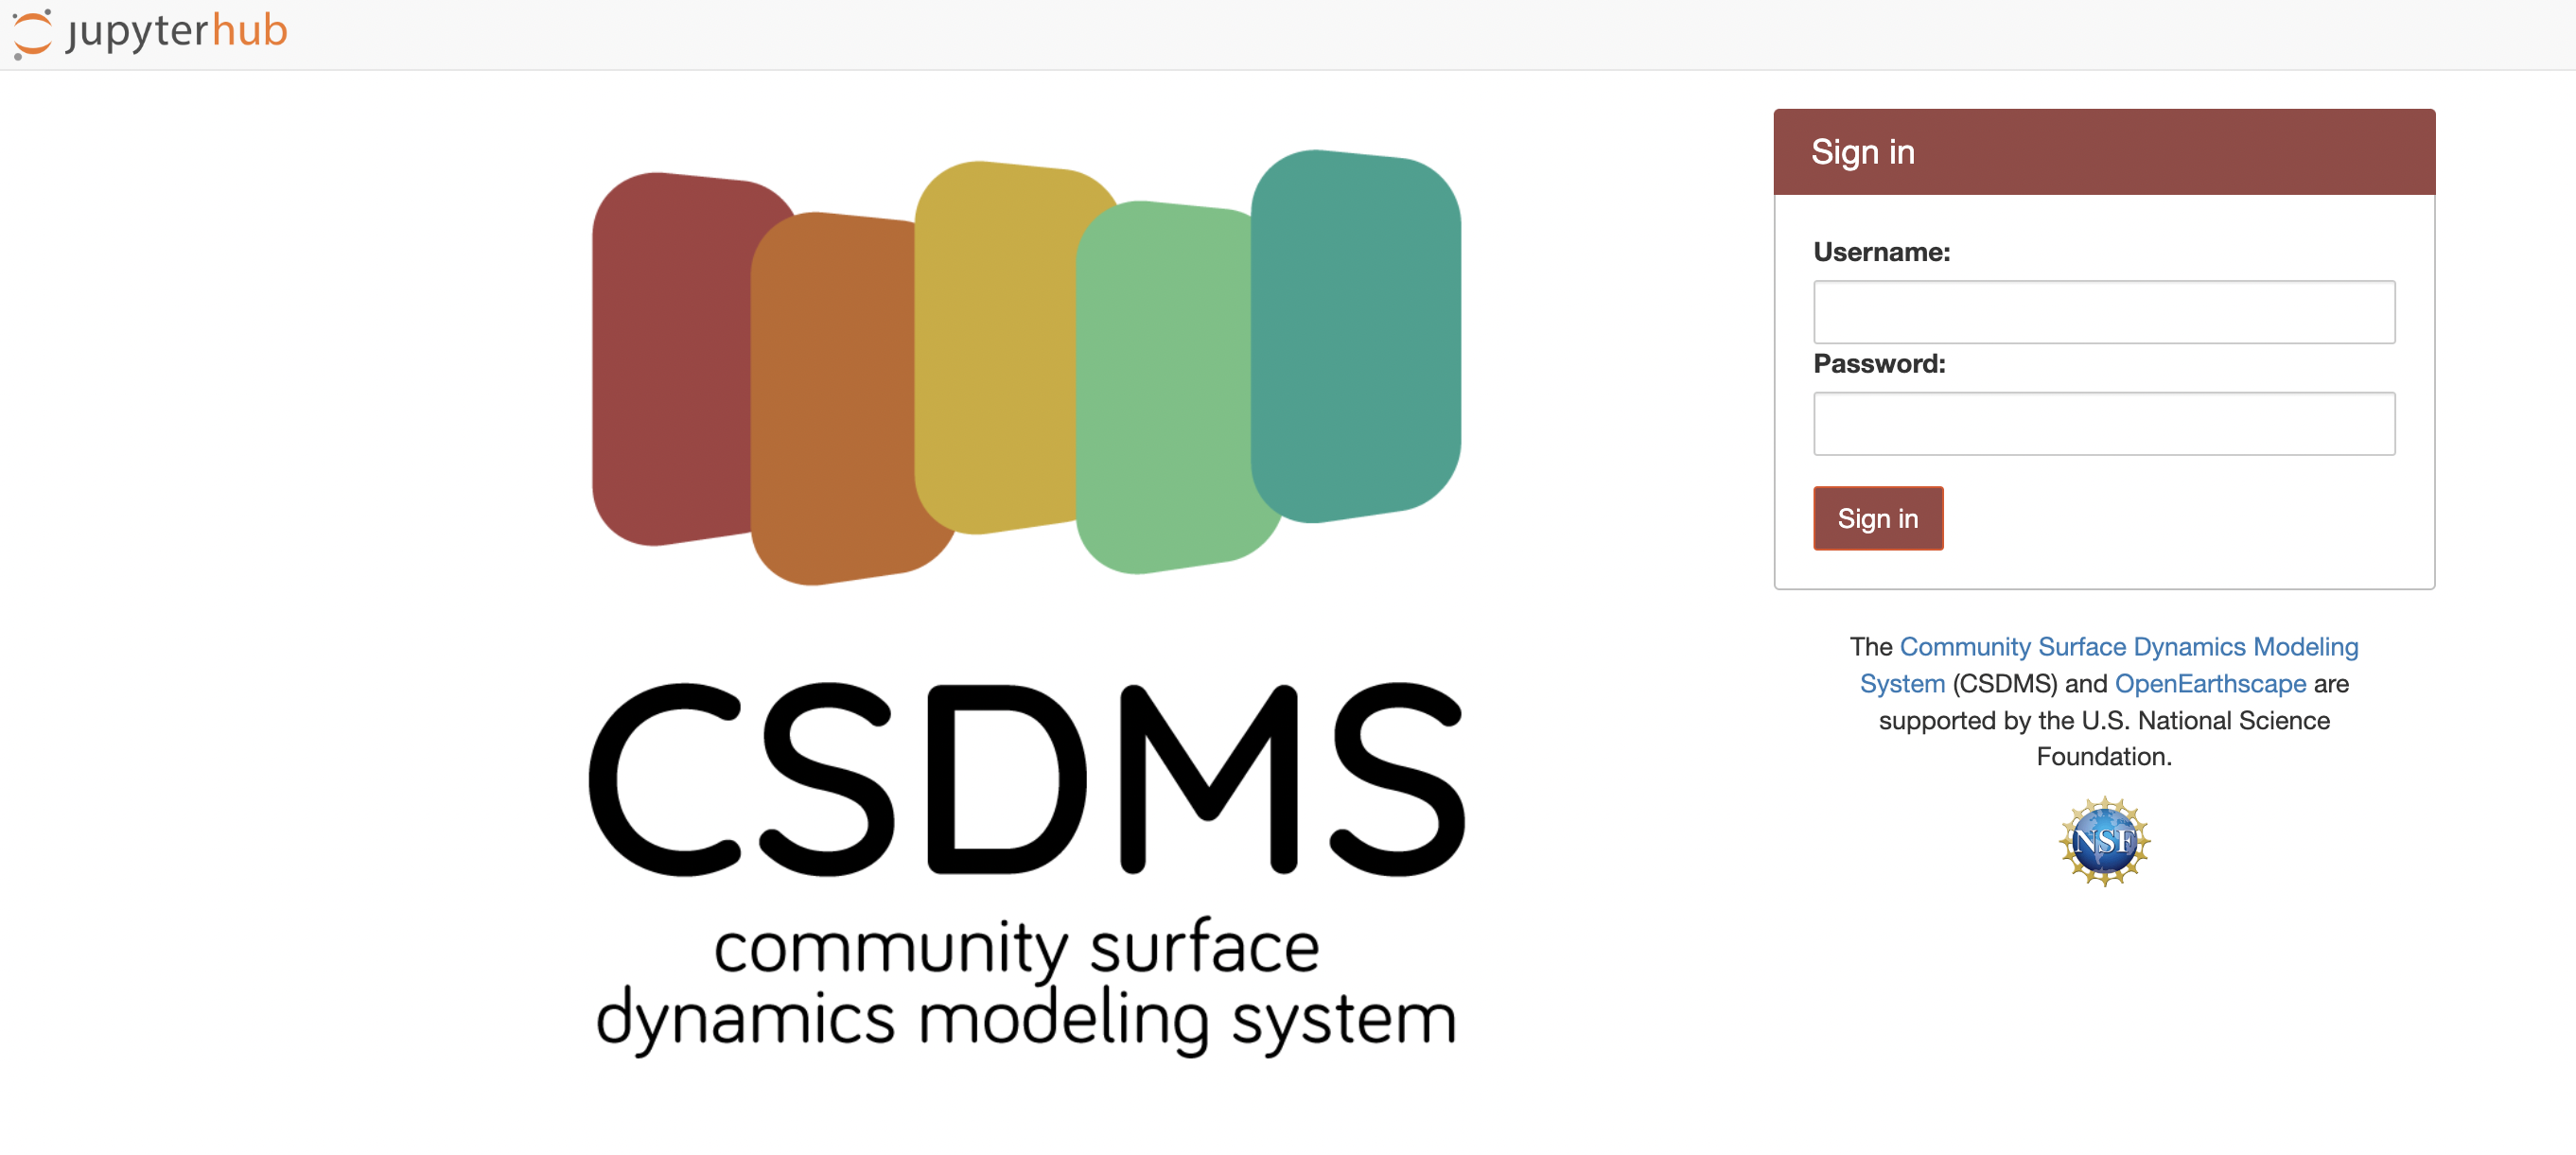 jupyterhub
CSDMS
community surface
dynamics modeling system
Sign in
Username:
Password:
Sign in
The Community Surface Dynamics Modeling
System (CSDMS) and OpenEarthscape are
supported by the U.S. National Science
Foundation.
NSF